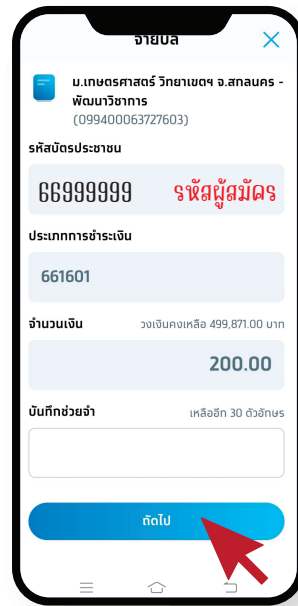 จ่ายบิล
ม.เกษตรศาสตร์ วิทยาเขตฯ จ.สกลนคร -
พัฒนาวิชาการ
(099400063727603)
รหัสบัตรประชาชน
66999999 รหัสผู้สมัคร
ประเภทการชำระเงิน
661601
จำนวนเงิน วงเงินคงเหลือ 499,871.00 บาท
200.00
บันทึกช่วยจำ เหลืออีก 30 ตัวอักษร
ถัดไป